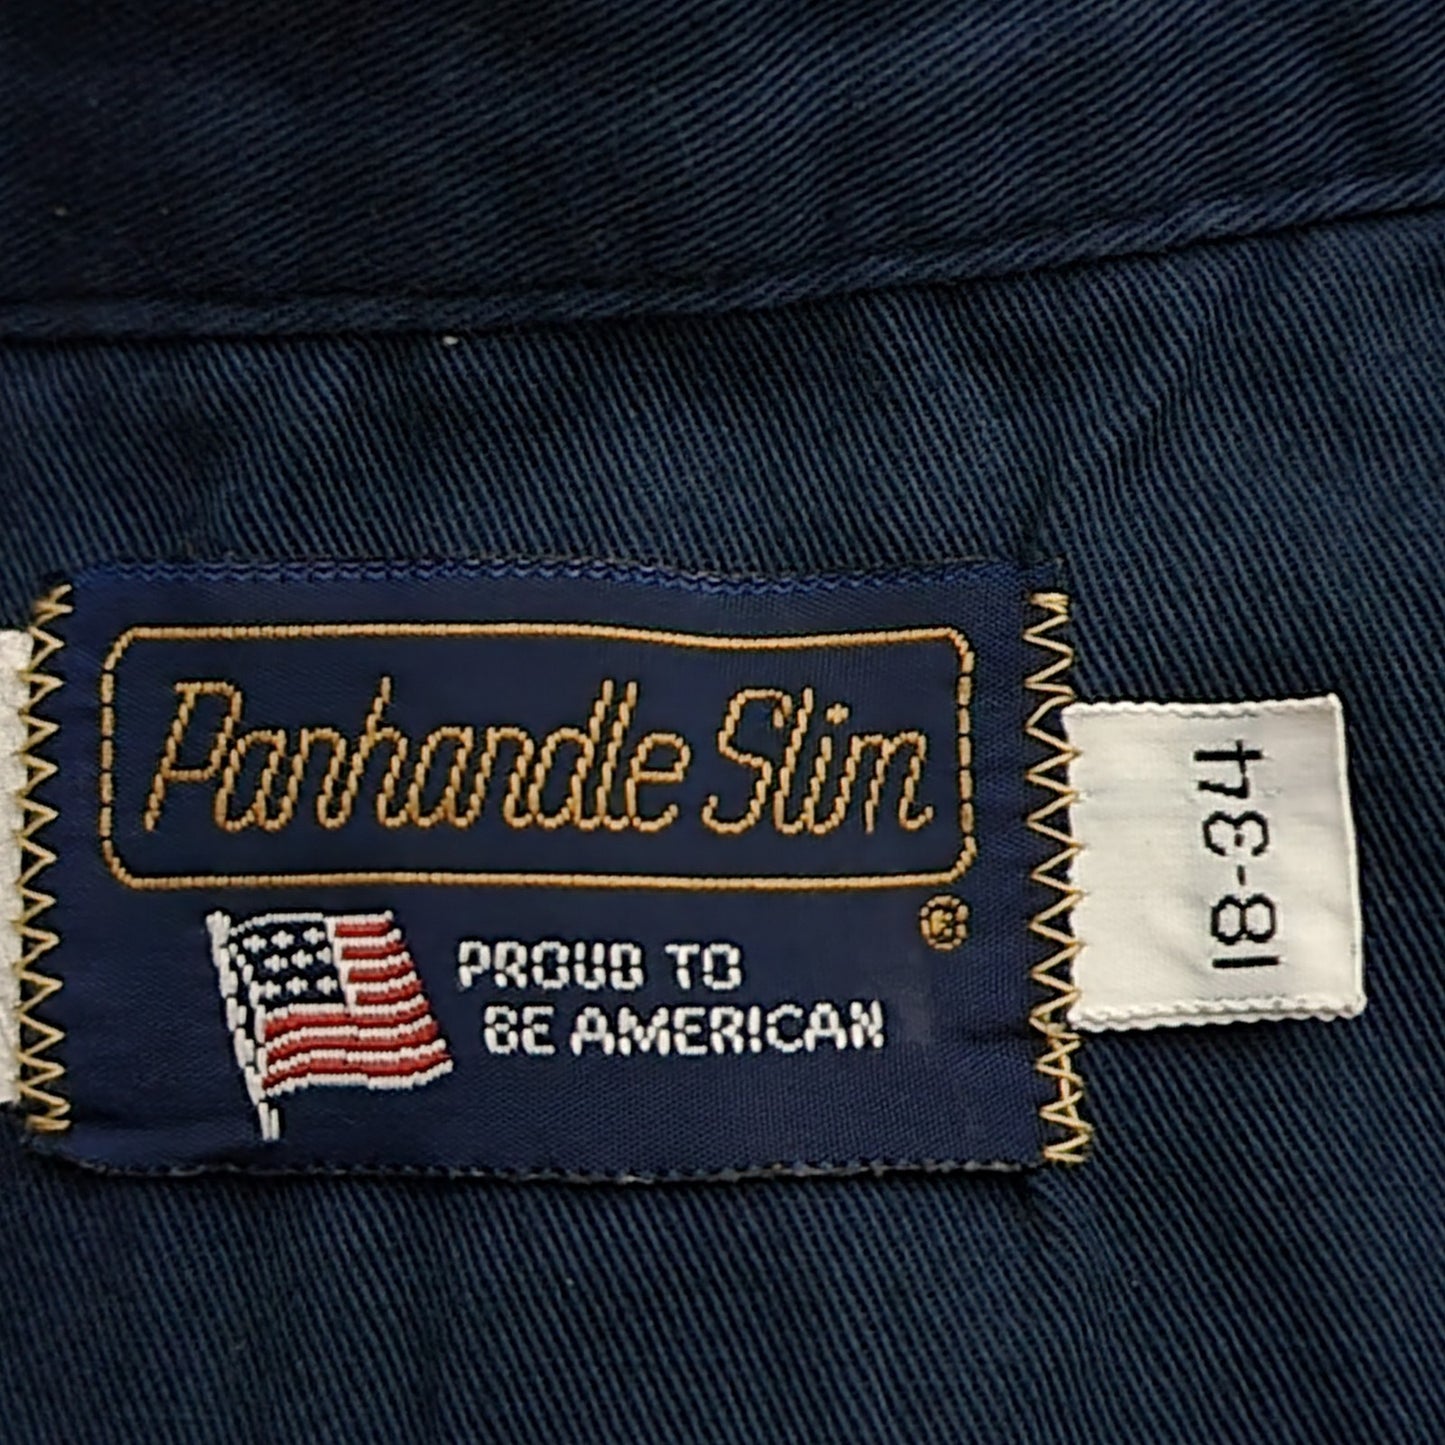 Panhandle Slim
®
PROUD TO
BE AMERICAN
18-34